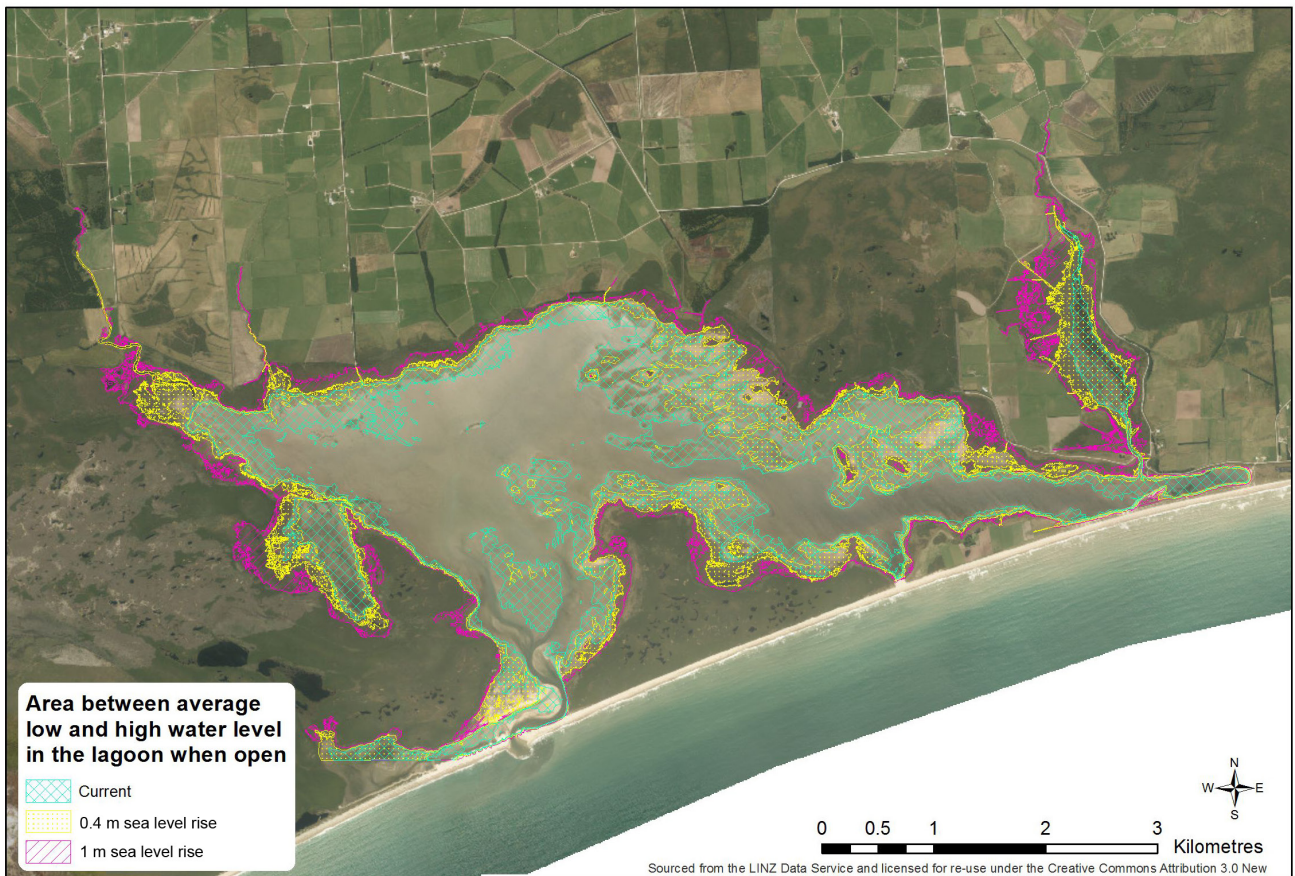 Area between average
low and high water level
in the lagoon when open
Current
0.4 m sea level rise
1 m sea level rise
N
W E
S
0 0.5 1 2 3
Kilometres
Sourced from the LINZ Data Service and licensed for re-use under the Creative Commons Attribution 3.0 New